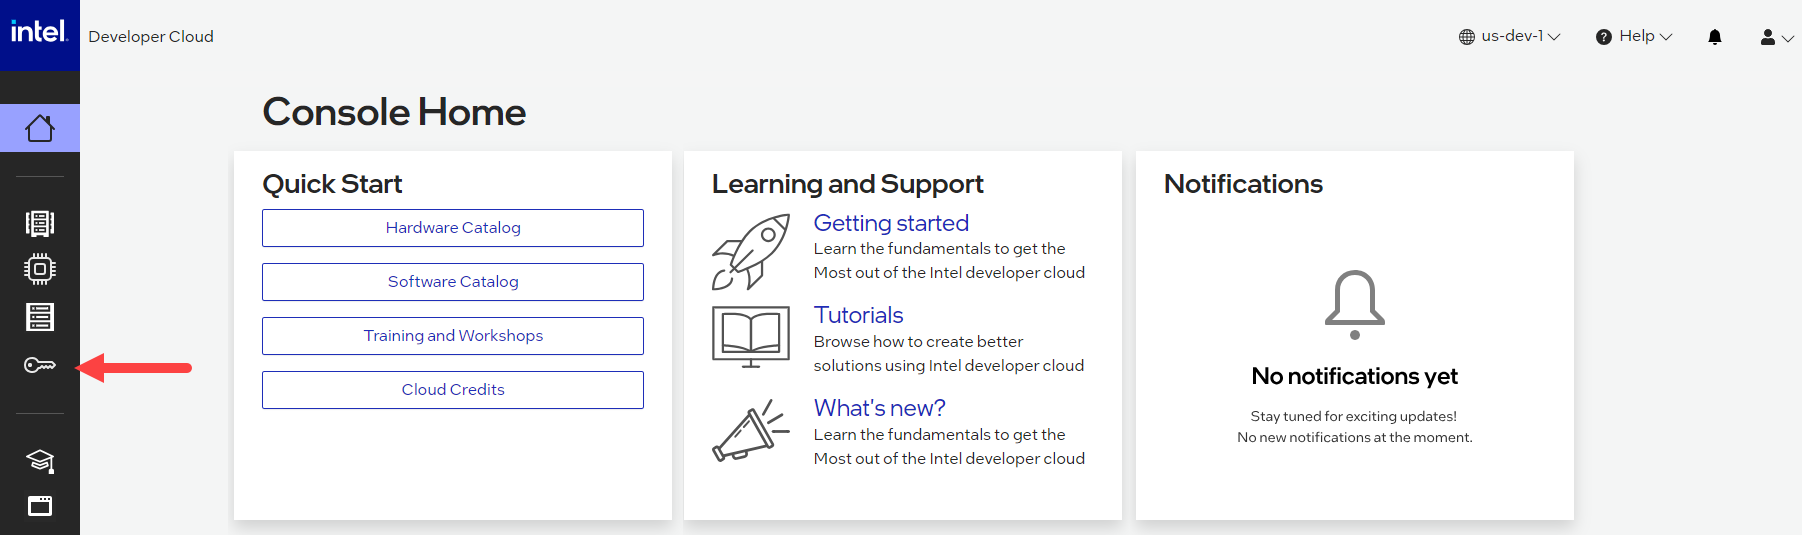 intel.
Developer Cloud
us-dev-1
Help
Console Home
Quick Start
Hardware Catalog
Software Catalog
Training and Workshops
Cloud Credits
Learning and Support
Getting started
Learn the fundamentals to get the
Most out of the Intel developer cloud
Tutorials
Browse how to create better
solutions using Intel developer cloud
What's new?
Learn the fundamentals to get the
Most out of the Intel developer cloud
Notifications
No notifications yet
Stay tuned for exciting updates!
No new notifications at the moment.